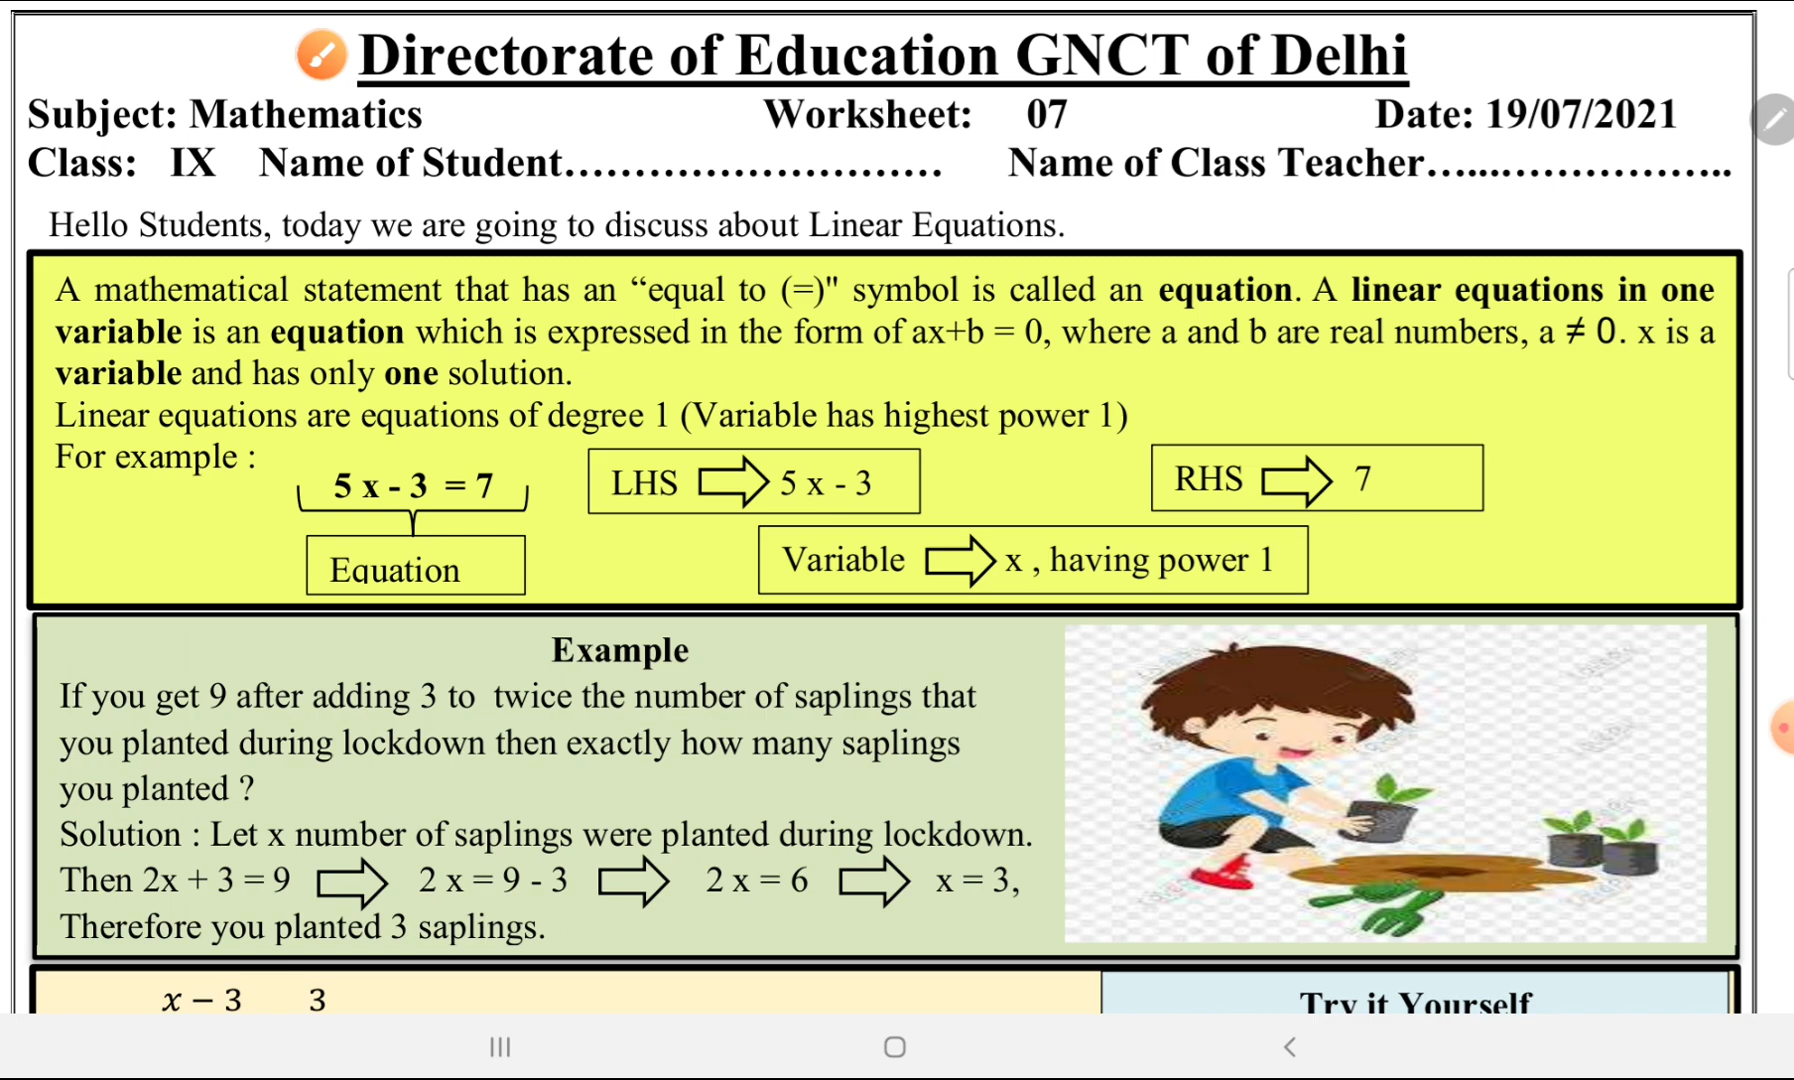 Directorate of Education GNCT of Delhi
Subject: Mathematics Worksheet: 07 Date: 19/07/2021
Class: IX Name of Student........................... Name of Class Teacher........................
Hello Students, today we are going to discuss about Linear Equations.
A mathematical statement that has an “equal to (=)" symbol is called an equation. A linear equations in one
variable is an equation which is expressed in the form of ax+b = 0, where a and b are real numbers, a ≠ 0. x is a
variable and has only one solution.
Linear equations are equations of degree 1 (Variable has highest power 1)
For example :
5 x - 3 = 7
LHS ⇨ 5 x - 3
RHS ⇨ 7
Equation
Variable ⇨ x , having power 1
Example
If you get 9 after adding 3 to twice the number of saplings that
you planted during lockdown then exactly how many saplings
you planted ?
Solution : Let x number of saplings were planted during lockdown.
Then 2x + 3 = 9 ⇨ 2 x = 9 - 3 ⇨ 2 x = 6 ⇨ x = 3,
Therefore you planted 3 saplings.
x − 3 3
Try it Yourself